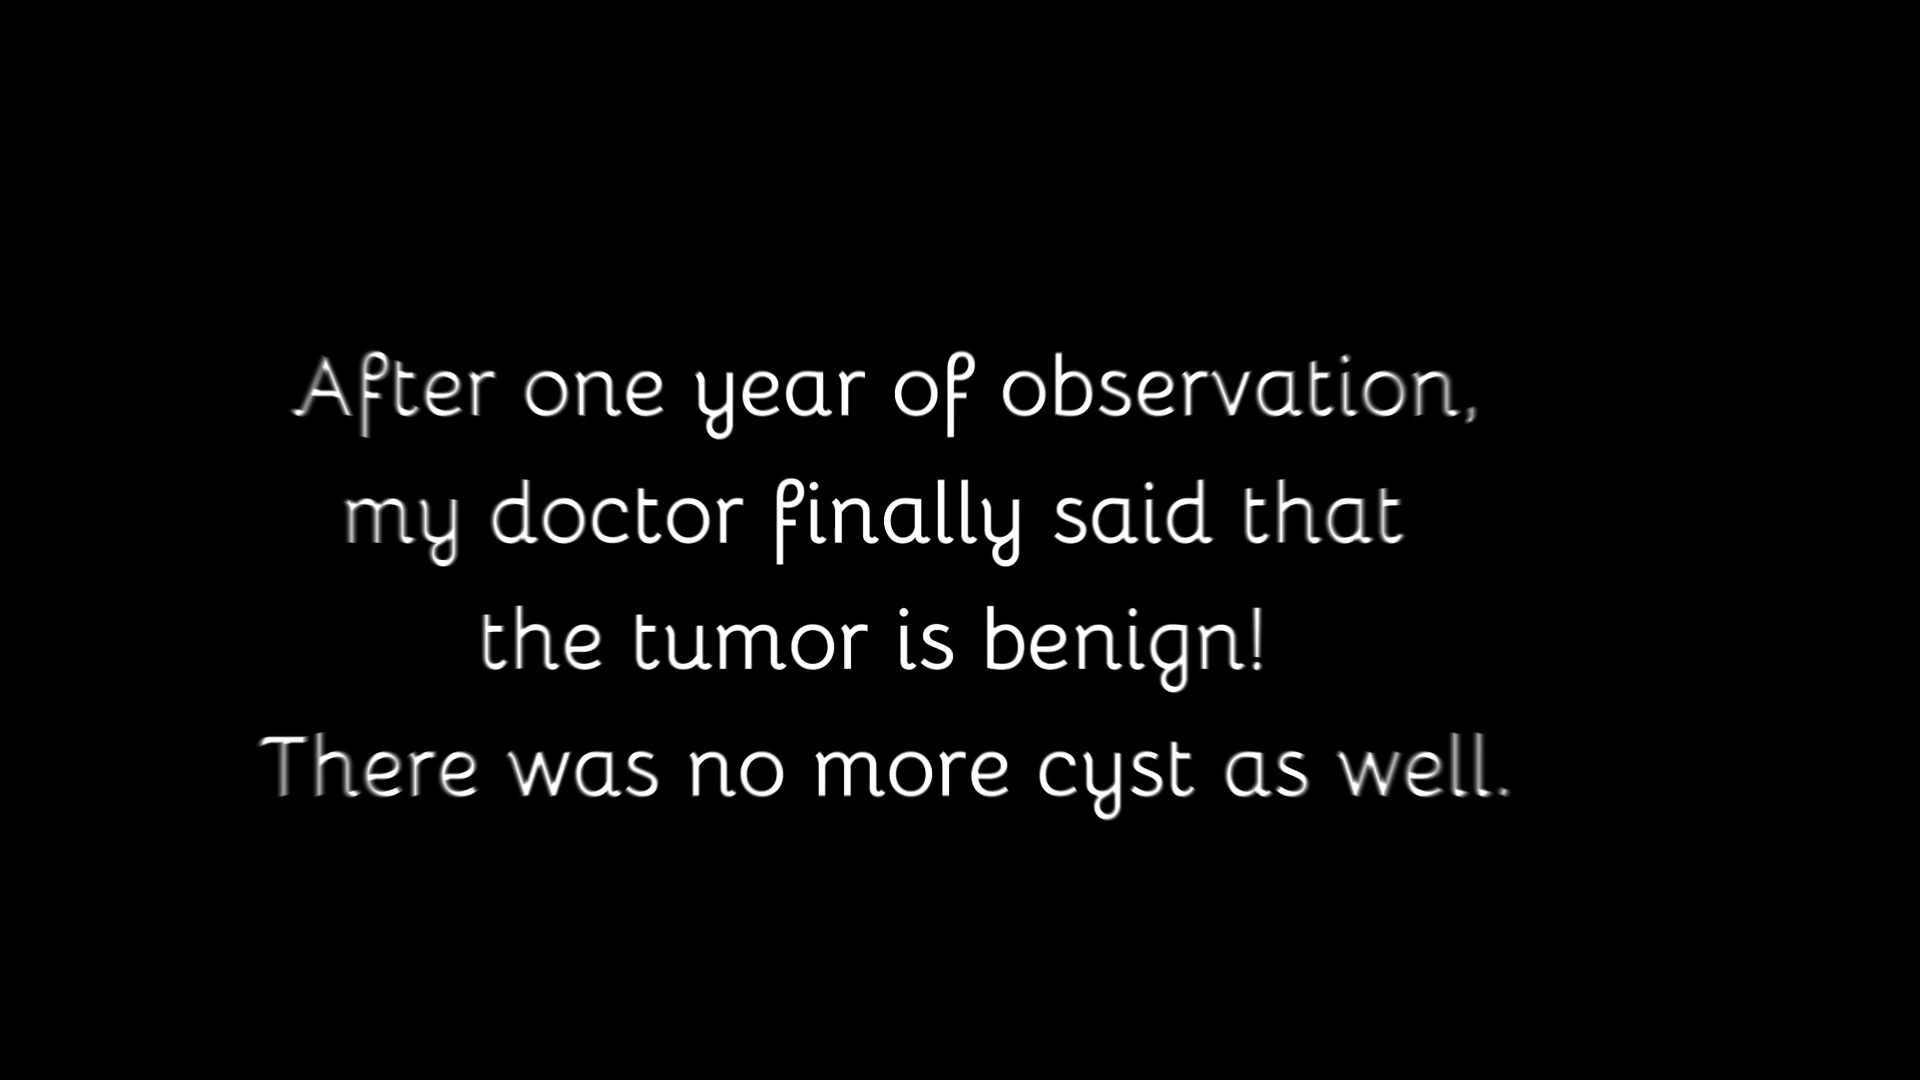 After one year of observation,
my doctor finally said that
the tumor is benign!
There was no more cyst as well.